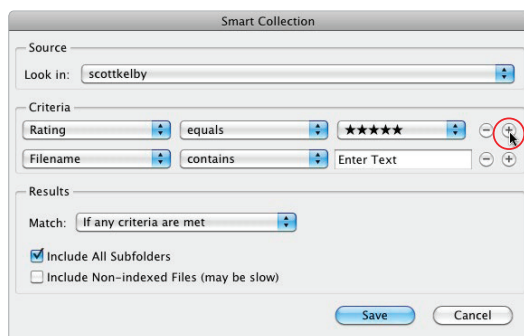 Smart Collection
Source
Look in: scottkelby
Criteria
Rating equals ★★★★★
Filename contains Enter Text
Results
Match: If any criteria are met
Include All Subfolders
Include Non-indexed Files (may be slow)
Save Cancel